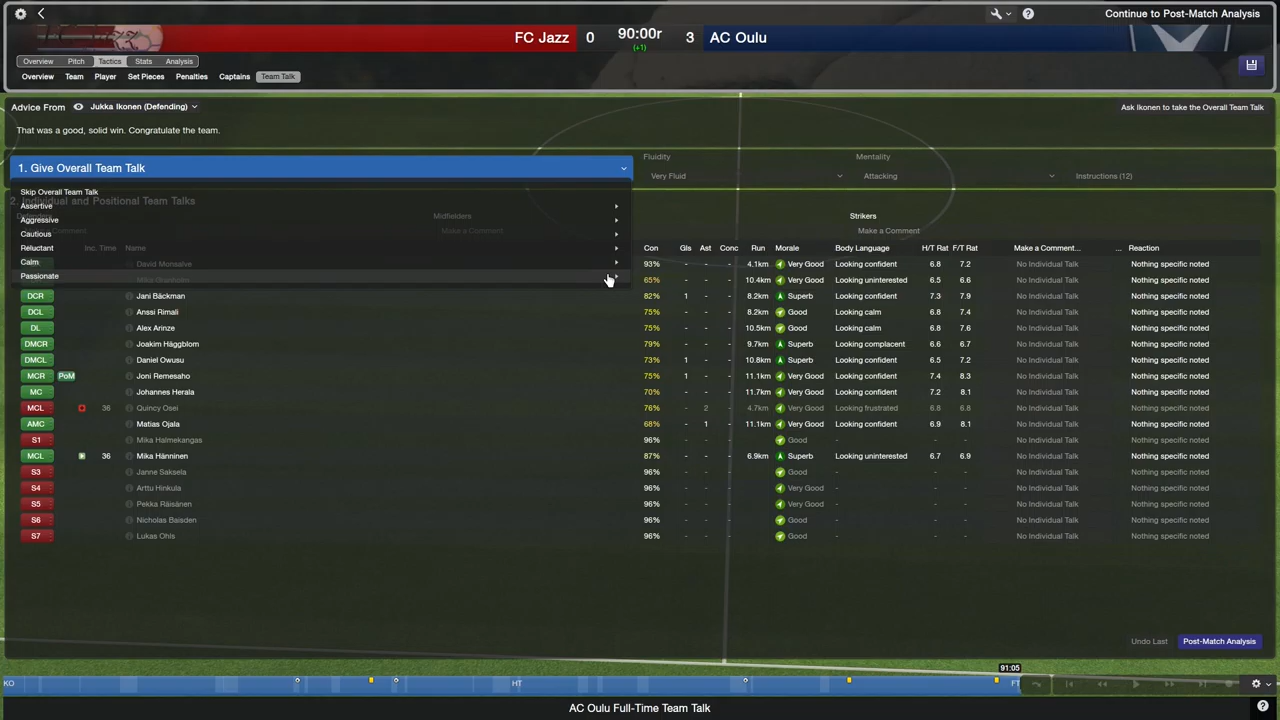 Continue to Post-Match Analysis
FC Jazz 0 90:00r (+1) 3 AC Oulu
Overview Pitch Tactics Stats Analysis
Overview Team Player Set Pieces Penalties Captains Team Talk
Advice From Jukka Ikonen (Defending) Ask Ikonen to take the Overall Team Talk
That was a good, solid win. Congratulate the team.
1. Give Overall Team Talk
Fluidity Mentality
Very Fluid Attacking Instructions (12)
Skip Overall Team Talk
2. Individual and Positional Team Talks
Assertive
Aggressive
Cautious
Reluctant
Calm
Passionate
Defenders Midfielders Strikers
Make a Comment Make a Comment
Inc. Time Name Con Gls Ast Conc Run Morale Body Language H/T Rat F/T Rat Make a Comment... ... Reaction
David Monsalve 93% - - - 4.1km Very Good Looking confident 6.8 7.2 No Individual Talk Nothing specific noted
65% - - - 10.4km Very Good Looking uninterested 6.5 6.6 No Individual Talk Nothing specific noted
DCR Jani Bäckman 82% 1 - - 8.2km Superb Looking confident 7.3 7.9 No Individual Talk Nothing specific noted
DCL Anssi Rimali 75% - - - 8.2km Good Looking calm 6.8 7.4 No Individual Talk Nothing specific noted
DL Alex Arinze 75% - - - 10.5km Good Looking calm 6.8 7.6 No Individual Talk Nothing specific noted
DMCR Joakim Häggblom 79% - - - 9.7km Superb Looking complacent 6.6 6.7 No Individual Talk Nothing specific noted
DMCL Daniel Owusu 73% 1 - - 10.8km Superb Looking confident 6.5 7.2 No Individual Talk Nothing specific noted
MCR PoM Joni Remesaho 75% 1 - - 11.1km Very Good Looking confident 7.4 8.3 No Individual Talk Nothing specific noted
MC Johannes Herala 70% - - - 11.7km Very Good Looking confident 7.2 8.1 No Individual Talk Nothing specific noted
MCL 36 Quincy Osei 76% - 2 - 4.7km Very Good Looking frustrated 6.8 6.8 No Individual Talk Nothing specific noted
AMC Matias Ojala 68% - 1 - 11.1km Very Good Looking confident 6.9 8.1 No Individual Talk Nothing specific noted
S1 Mika Halmekangas 96% - - - Good - - - No Individual Talk Nothing specific noted
MCL 36 Mika Hänninen 87% - - - 6.9km Superb Looking uninterested 6.7 6.9 No Individual Talk Nothing specific noted
S3 Janne Saksela 96% - - - Good - - - No Individual Talk Nothing specific noted
S4 Arttu Hinkula 96% - - - Very Good - - - No Individual Talk Nothing specific noted
S5 Pekka Räisänen 96% - - - Very Good - - - No Individual Talk Nothing specific noted
S6 Nicholas Baisden 96% - - - Good - - - No Individual Talk Nothing specific noted
S7 Lukas Ohls 96% - - - Good - - - No Individual Talk Nothing specific noted
Undo Last Post-Match Analysis
91:05
KO HT FT
AC Oulu Full-Time Team Talk